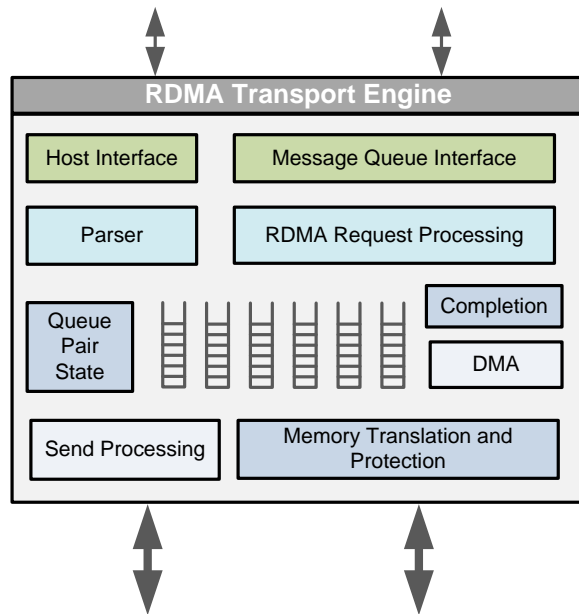 RDMA Transport Engine
Host Interface
Message Queue Interface
Parser
RDMA Request Processing
Queue
Pair
State
Completion
DMA
Send Processing
Memory Translation and
Protection